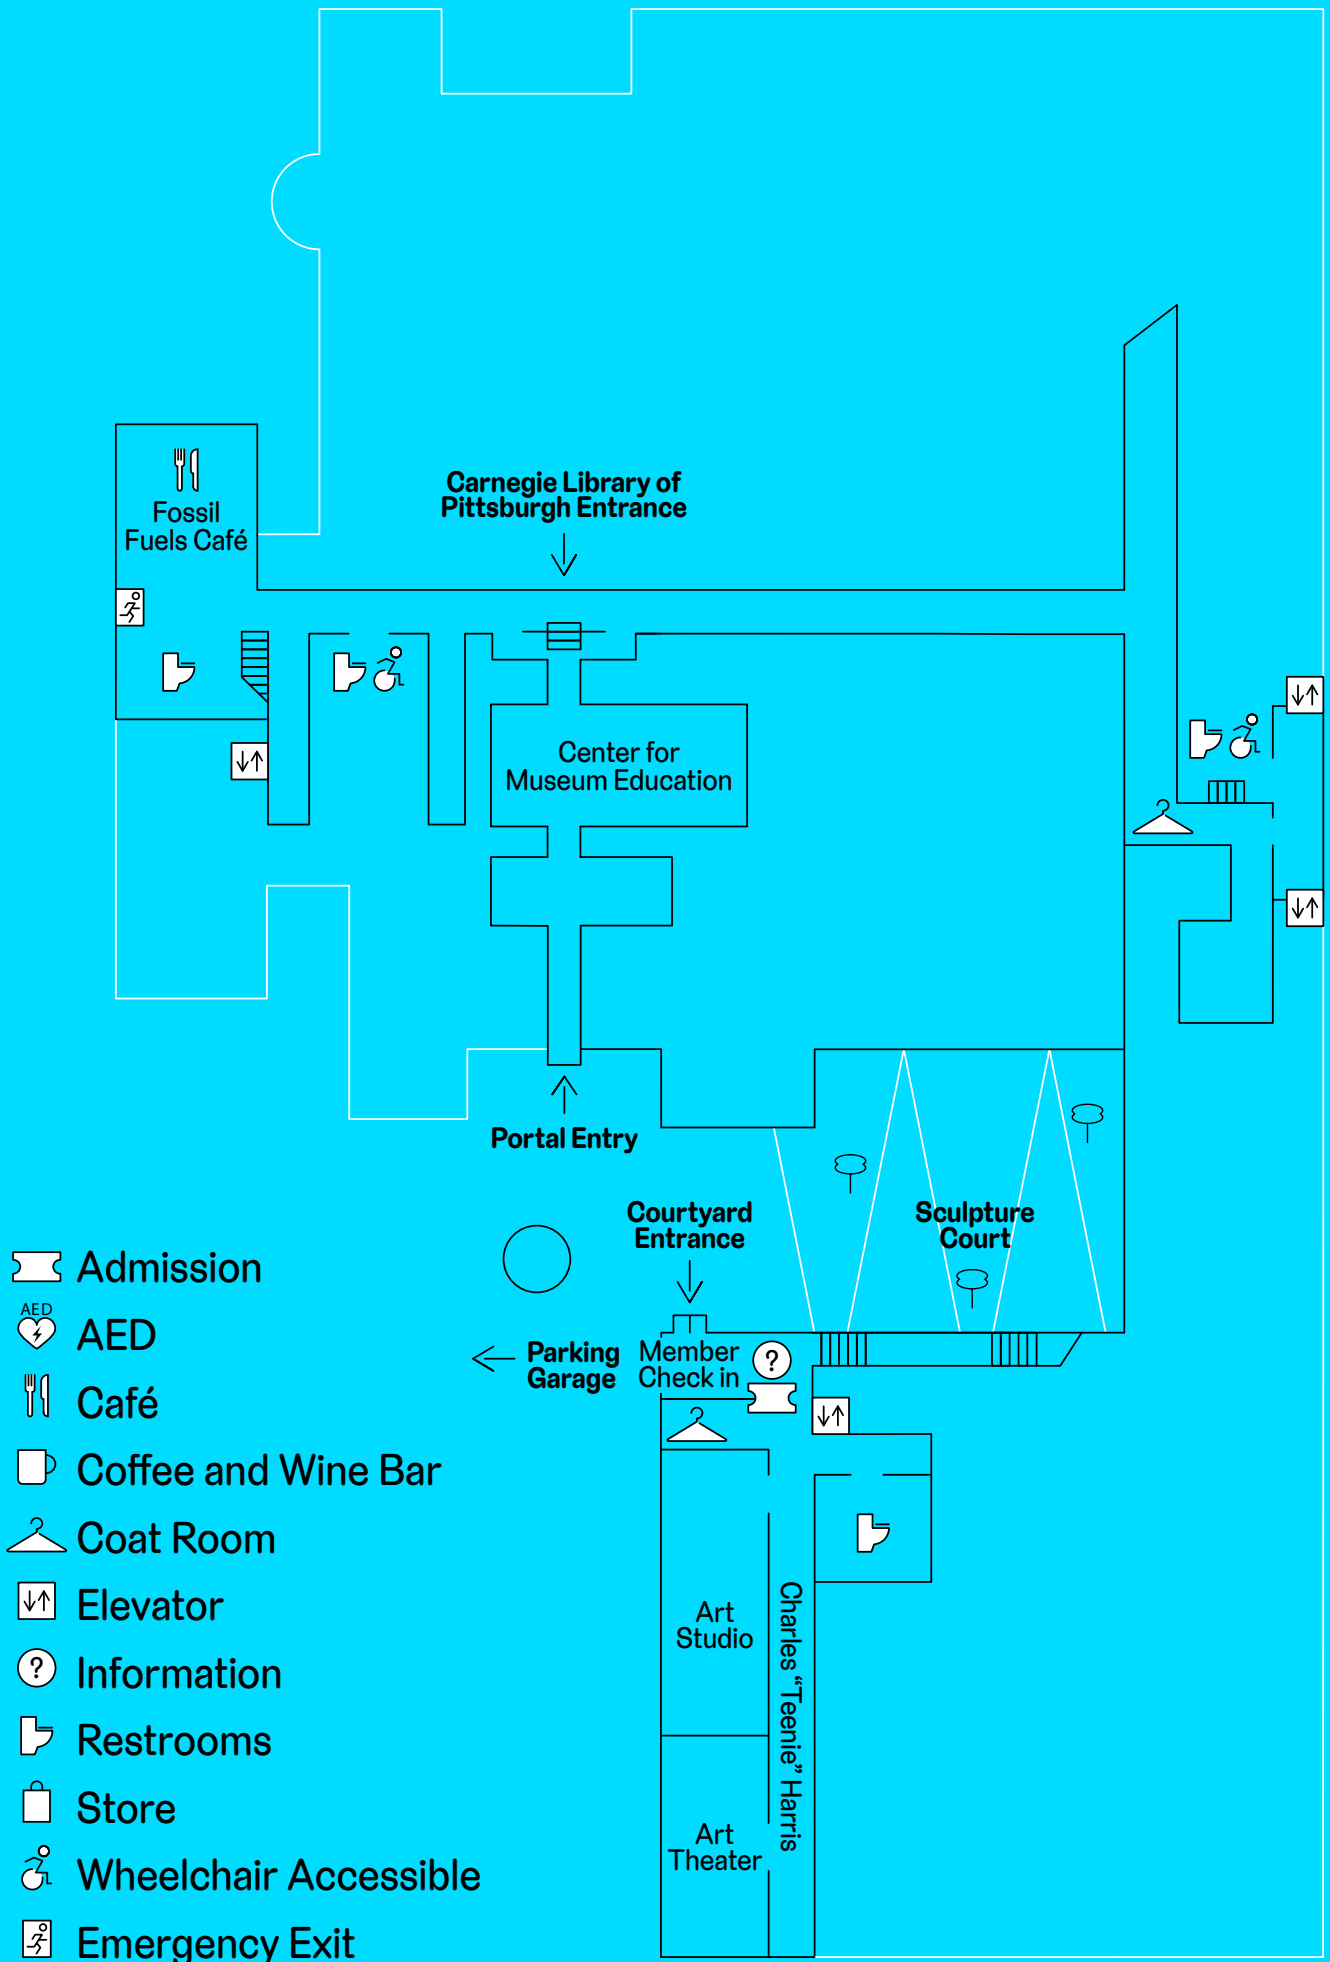 Carnegie Library of
Pittsburgh Entrance
Fossil
Fuels Café
Center for
Museum Education
Portal Entry
Courtyard
Entrance
Sculpture
Court
Parking
Garage
Member
Check in
?
Art
Studio
Charles “Teenie” Harris
Art
Theater
Admission
AED
AED
Café
Coffee and Wine Bar
Coat Room
Elevator
?
Information
Restrooms
Store
Wheelchair Accessible
Emergency Exit